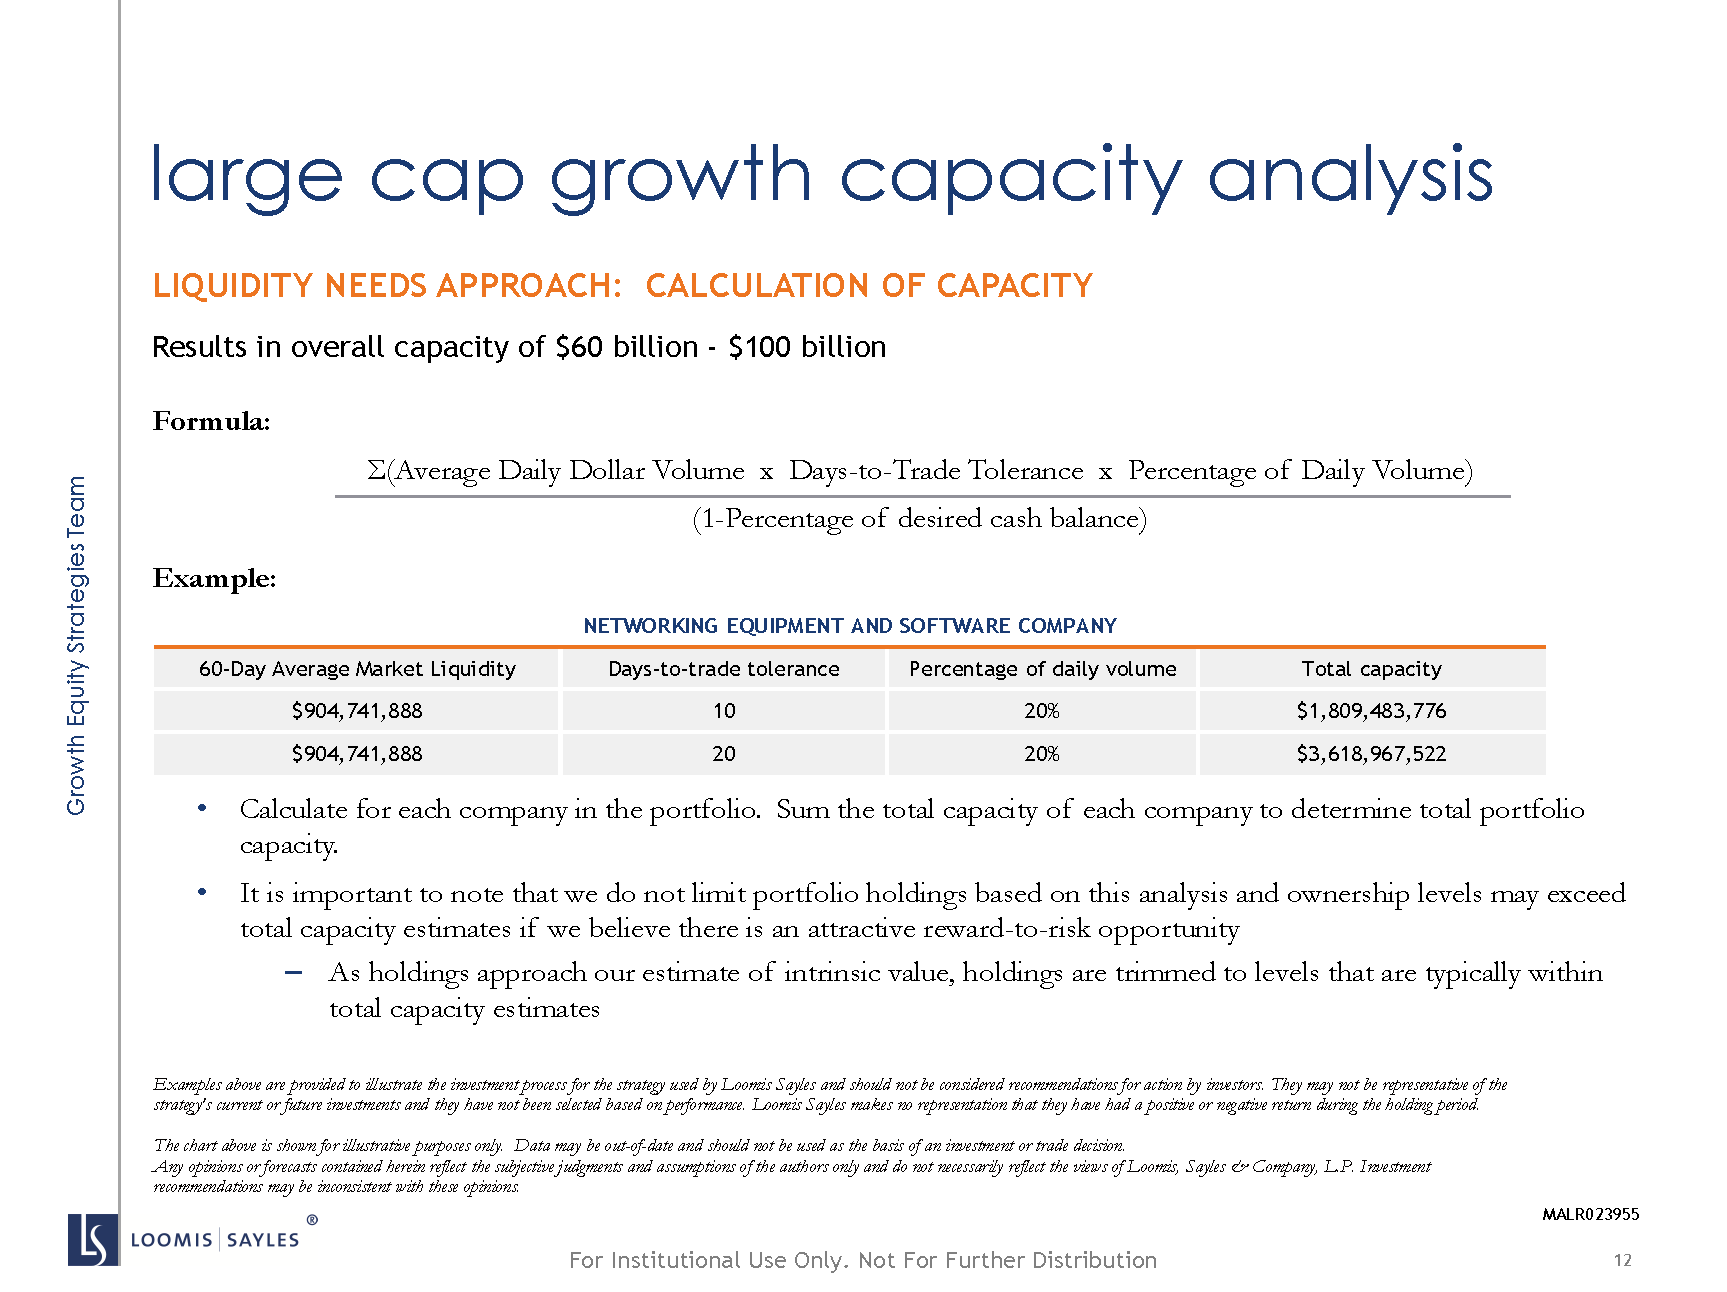 large cap growth capacity analysis
LIQUIDITY NEEDS APPROACH: CALCULATION OF CAPACITY
Results in overall capacity of $60 billion - $100 billion
Formula:
Σ(Average Daily Dollar Volume x Days-to-Trade Tolerance x Percentage of Daily Volume)
(1-Percentage of desired cash balance)
Example:
NETWORKING EQUIPMENT AND SOFTWARE COMPANY
60-Day Average Market Liquidity Days-to-trade tolerance Percentage of daily volume Total capacity
$904,741,888 10 20% $1,809,483,776
$904,741,888 20 20% $3,618,967,522
• Calculate for each company in the portfolio. Sum the total capacity of each company to determine total portfolio
capacity.
• It is important to note that we do not limit portfolio holdings based on this analysis and ownership levels may exceed
total capacity estimates if we believe there is an attractive reward-to-risk opportunity
– As holdings approach our estimate of intrinsic value, holdings are trimmed to levels that are typically within
total capacity estimates
Examples above are provided to illustrate the investment process for the strategy used by Loomis Sayles and should not be considered recommendations for action by investors. They may not be representative of the
strategy's current or future investments and they have not been selected based on performance. Loomis Sayles makes no representation that they have had a positive or negative return during the holding period.
The chart above is shown for illustrative purposes only. Data may be out-of-date and should not be used as the basis of an investment or trade decision.
Any opinions or forecasts contained herein reflect the subjective judgments and assumptions of the authors only and do not necessarily reflect the views of Loomis, Sayles & Company, L.P. Investment
recommendations may be inconsistent with these opinions.
Growth Equity Strategies Team
MALR023955
LS LOOMIS | SAYLES ®
For Institutional Use Only. Not For Further Distribution
12